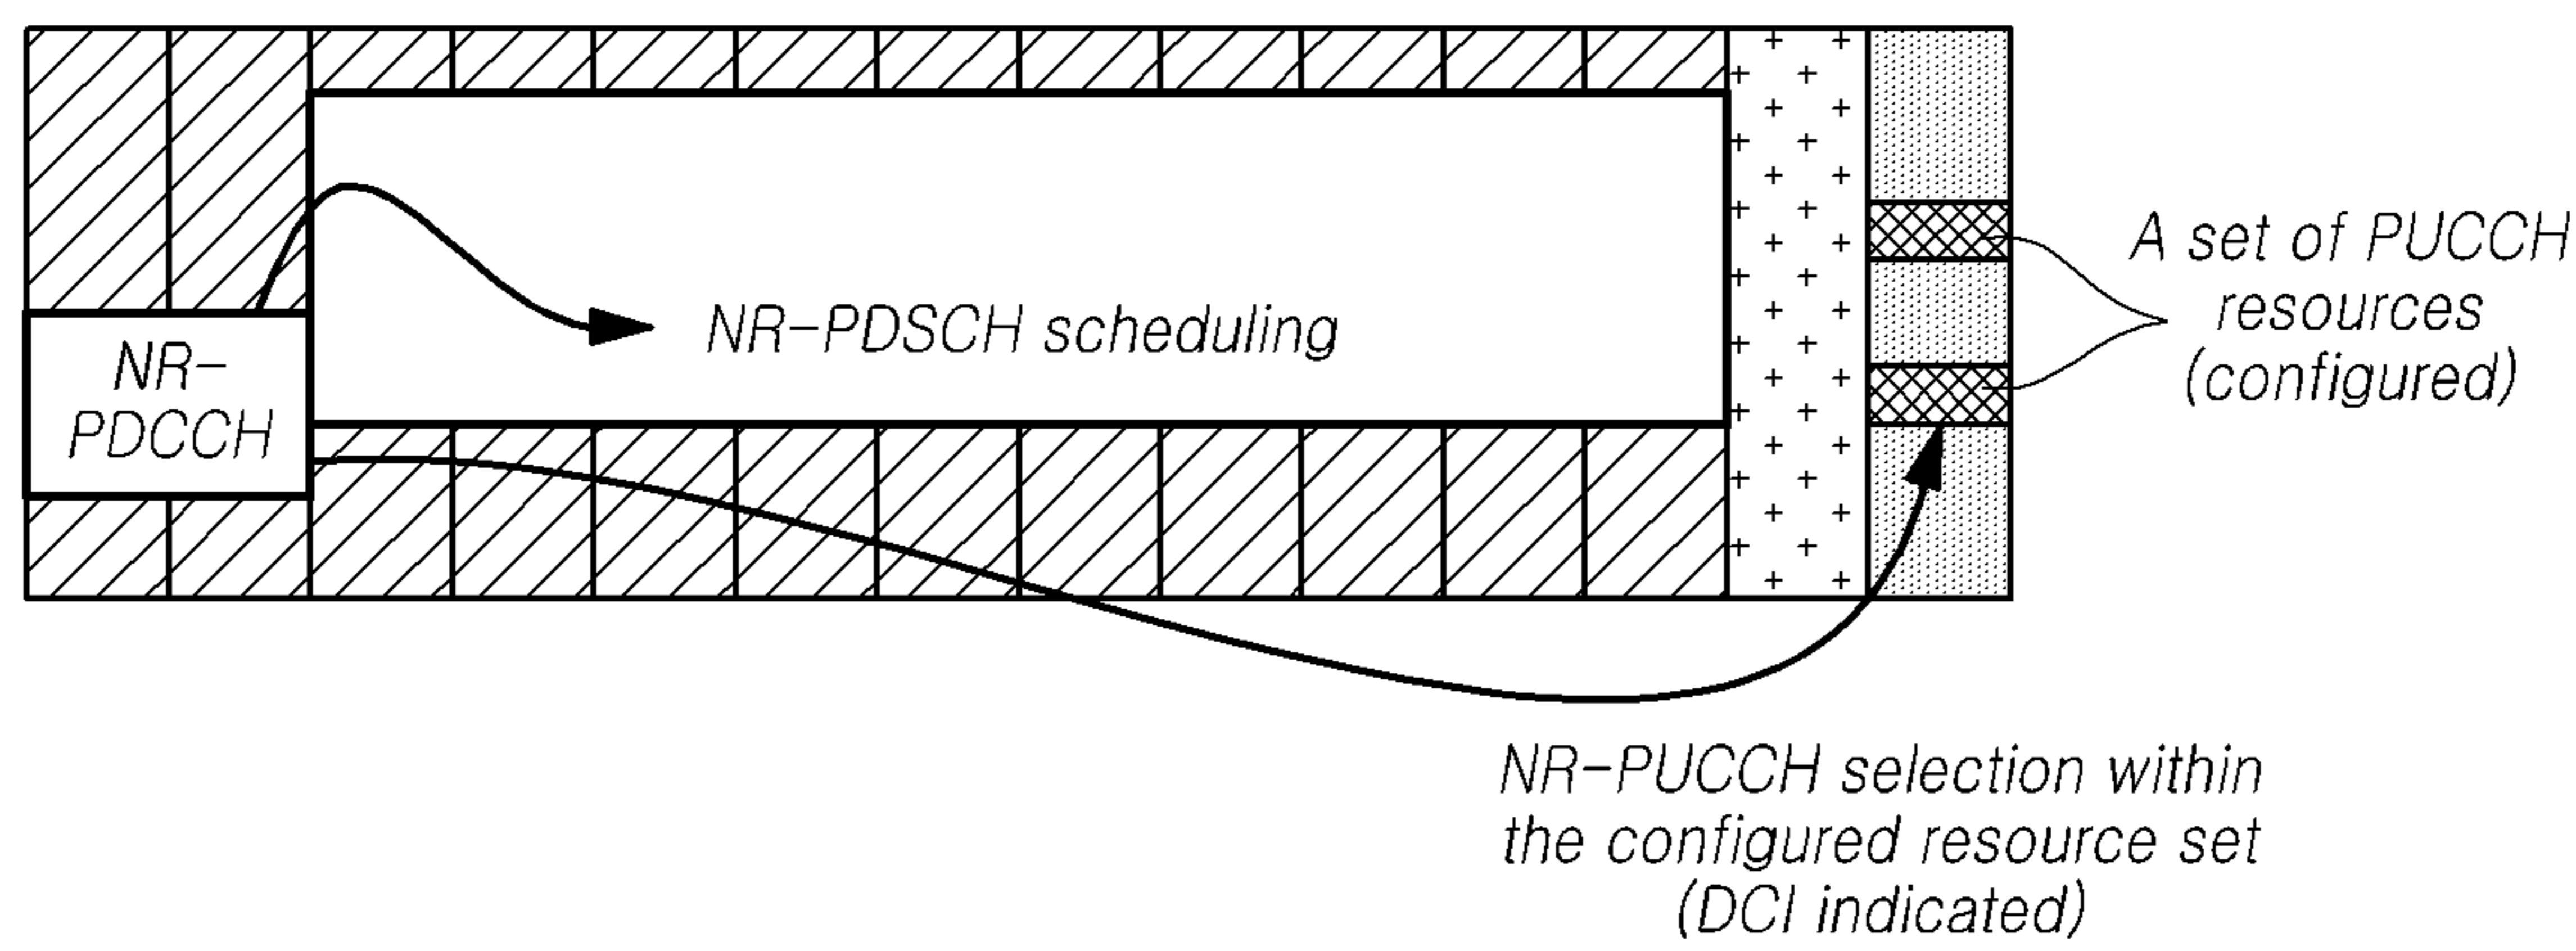 NR-
PDCCH
NR-PDSCH scheduling
A set of PUCCH
resources
(configured)
NR-PUCCH selection within
the configured resource set
(DCI indicated)